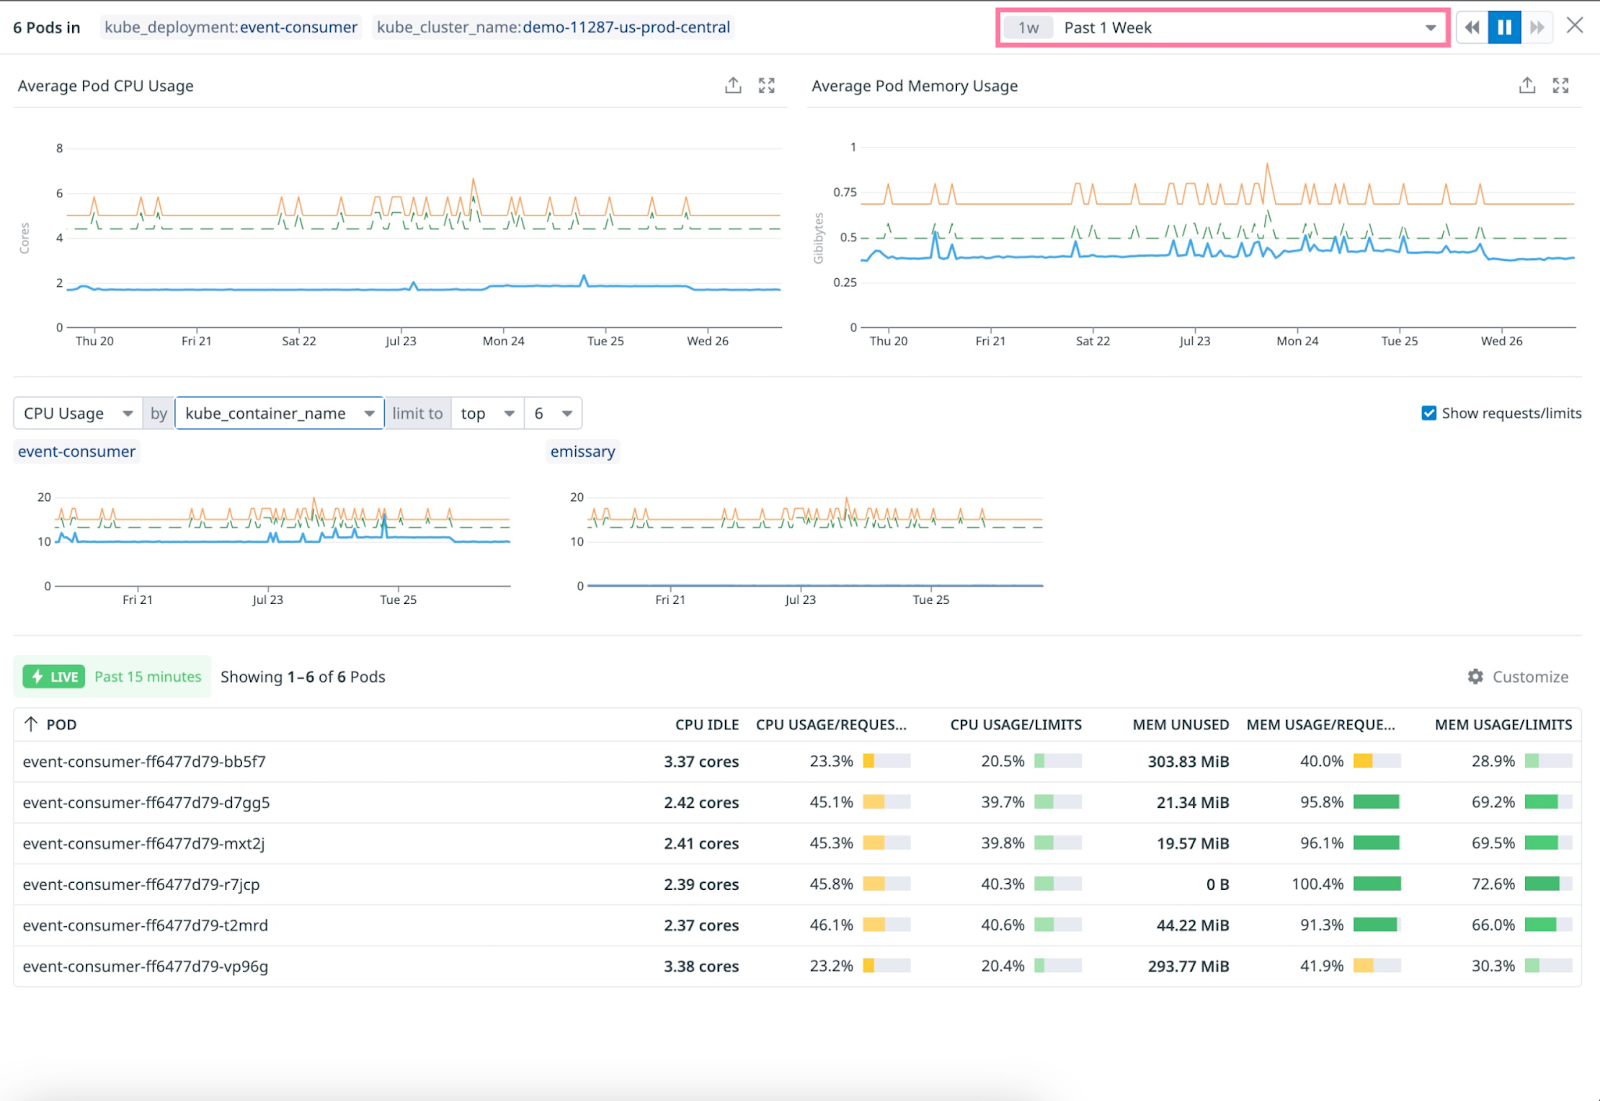 6 Pods in kube_deployment:event-consumer kube_cluster_name:demo-11287-us-prod-central 1w Past 1 Week
Average Pod CPU Usage
8
6
4
2
0
Cores
Thu 20 Fri 21 Sat 22 Jul 23 Mon 24 Tue 25 Wed 26
Average Pod Memory Usage
1
0.75
0.5
0.25
0
Gibibytes
Thu 20 Fri 21 Sat 22 Jul 23 Mon 24 Tue 25 Wed 26
CPU Usage by kube_container_name limit to top 6 Show requests/limits
event-consumer
20
10
0
Fri 21 Jul 23 Tue 25
emissary
20
10
0
Fri 21 Jul 23 Tue 25
LIVE Past 15 minutes Showing 1–6 of 6 Pods Customize
POD CPU IDLE CPU USAGE/REQUES... CPU USAGE/LIMITS MEM UNUSED MEM USAGE/REQUE... MEM USAGE/LIMITS
event-consumer-ff6477d79-bb5f7 3.37 cores 23.3% 20.5% 303.83 MiB 40.0% 28.9%
event-consumer-ff6477d79-d7gg5 2.42 cores 45.1% 39.7% 21.34 MiB 95.8% 69.2%
event-consumer-ff6477d79-mxt2j 2.41 cores 45.3% 39.8% 19.57 MiB 96.1% 69.5%
event-consumer-ff6477d79-r7jcp 2.39 cores 45.8% 40.3% 0 B 100.4% 72.6%
event-consumer-ff6477d79-t2mrd 2.37 cores 46.1% 40.6% 44.22 MiB 91.3% 66.0%
event-consumer-ff6477d79-vp96g 3.38 cores 23.2% 20.4% 293.77 MiB 41.9% 30.3%